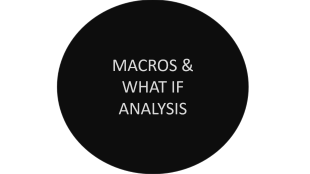 MACROS &
WHAT IF
ANALYSIS